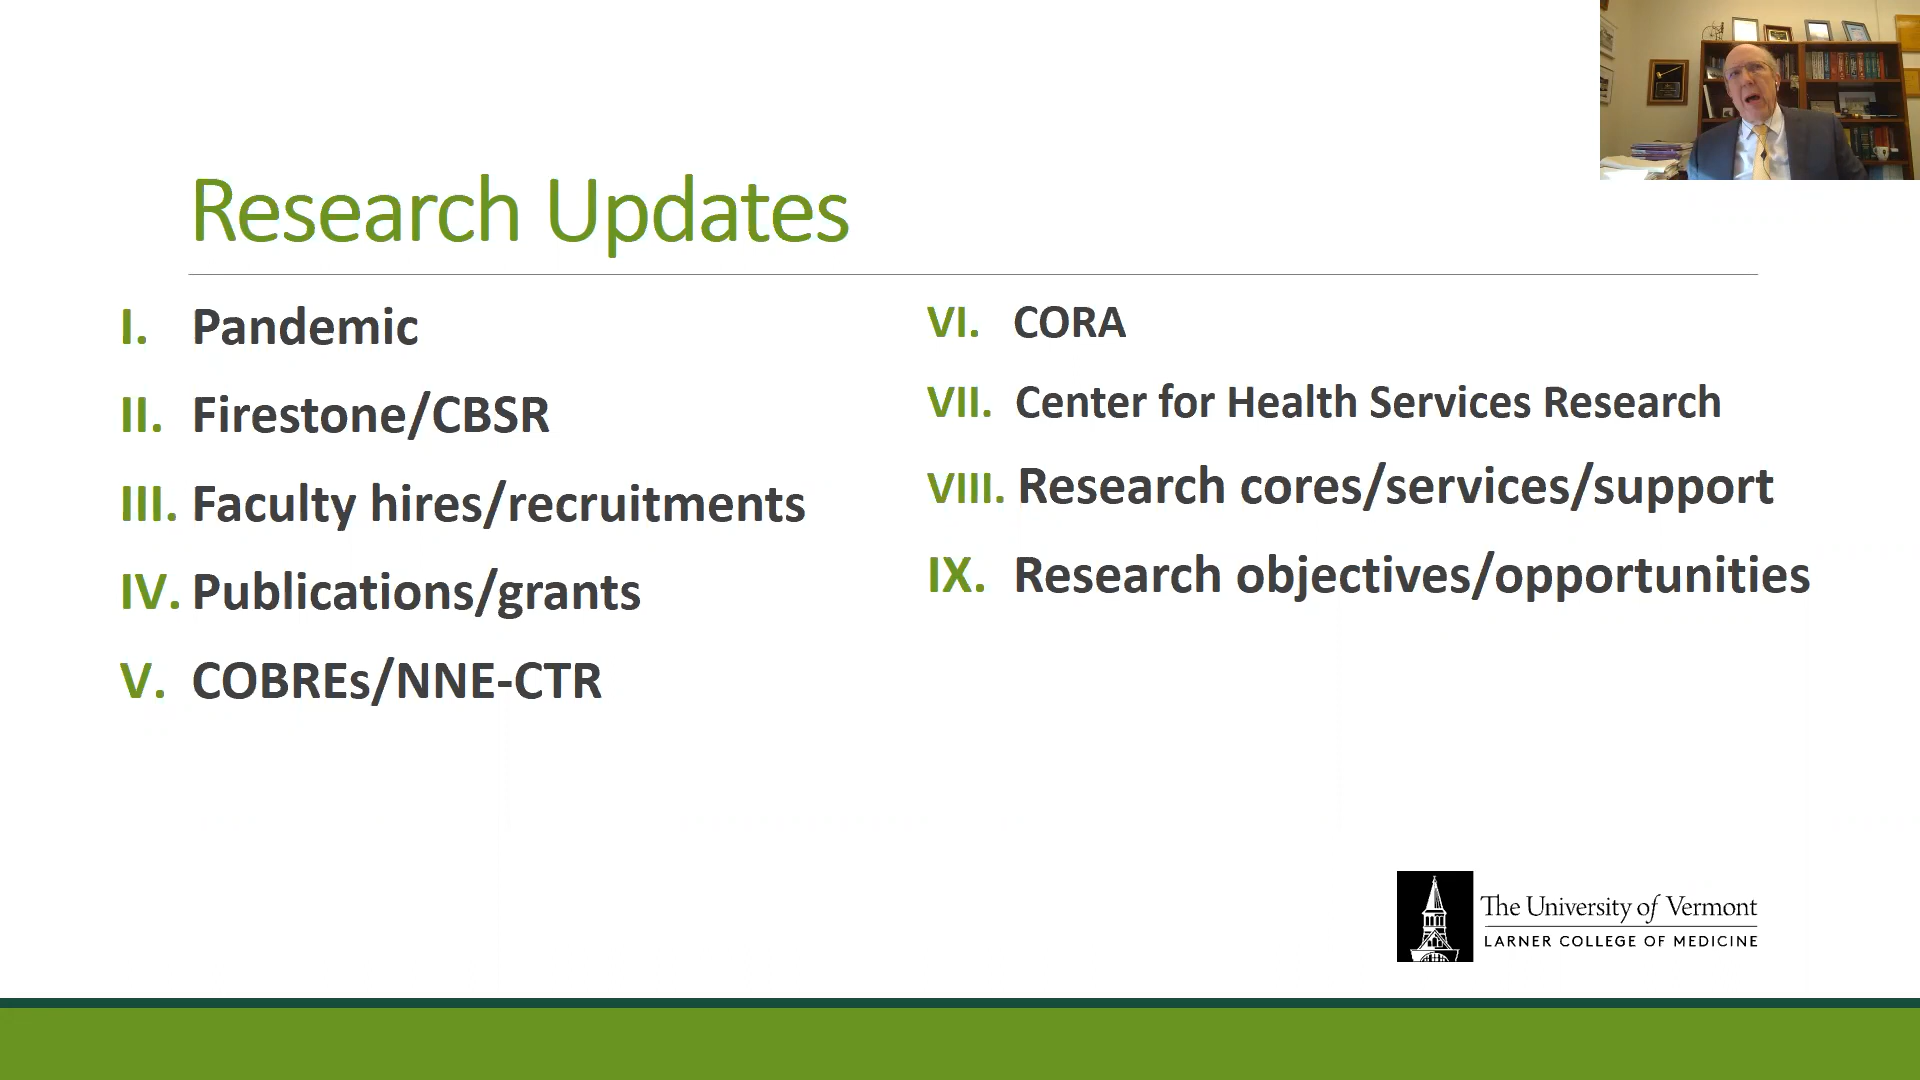 Research Updates
I. Pandemic
II. Firestone/CBSR
III. Faculty hires/recruitments
IV. Publications/grants
V. COBREs/NNE-CTR
VI. CORA
VII. Center for Health Services Research
VIII. Research cores/services/support
IX. Research objectives/opportunities
The University of Vermont
LARNER COLLEGE OF MEDICINE